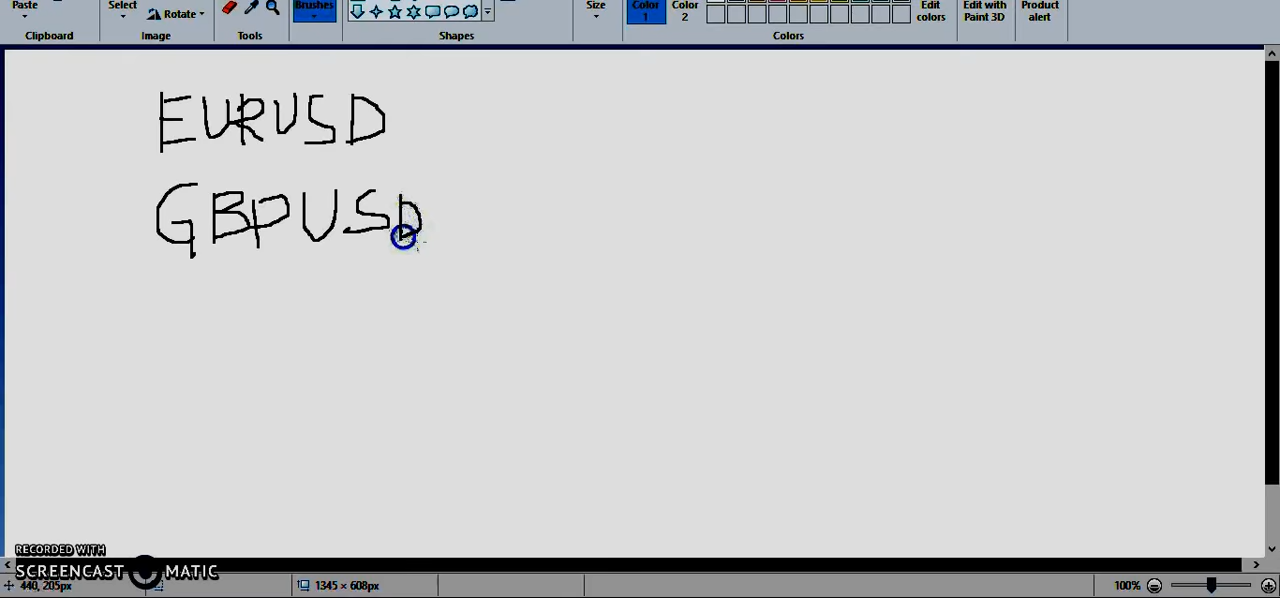 Paste Select Rotate Brushes Size Color 1 Color 2 Edit colors Edit with Paint 3D Product alert
Clipboard Image Tools Shapes Colors
EURUSD
GBPUSD
RECORDED WITH
SCREENCAST MATIC
440, 205px 1345 × 608px 100%